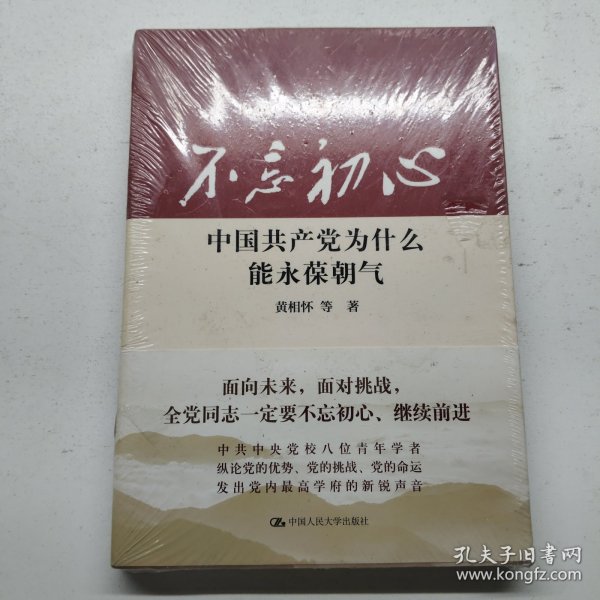 不忘初心
中国共产党为什么
能永葆朝气
黄相怀 等 著
面向未来，面对挑战，
全党同志一定要不忘初心、继续前进
中共中央党校八位青年学者
纵论党的优势、党的挑战、党的命运
发出党内最高学府的新锐声音
中国人民大学出版社
孔夫子旧书网
www.kongfz.com